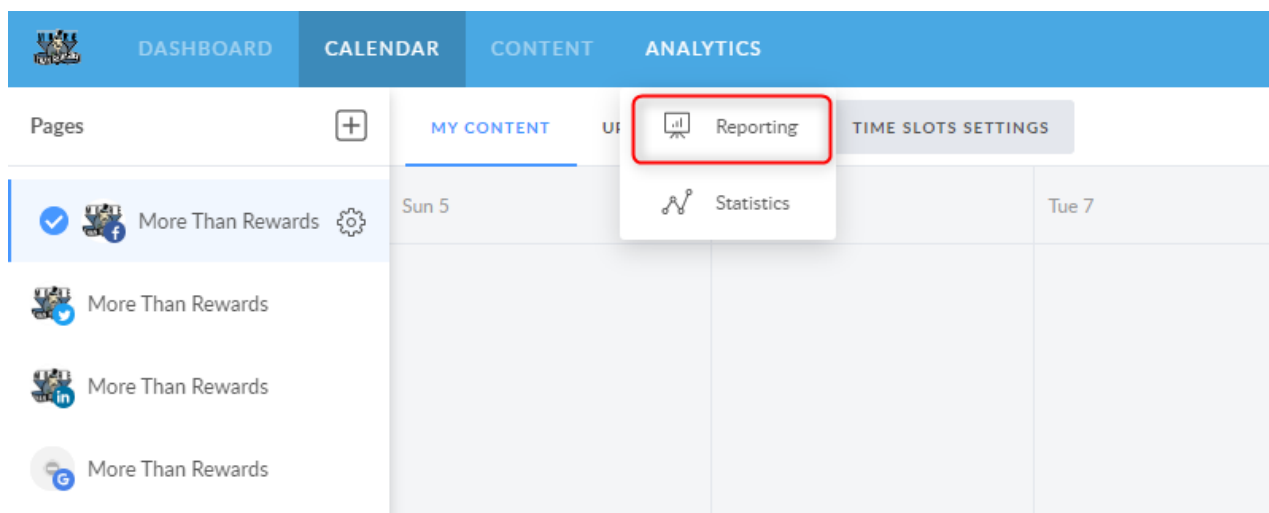 DASHBOARD CALENDAR CONTENT ANALYTICS
Pages MY CONTENT Reporting TIME SLOTS SETTINGS
More Than Rewards Sun 5 Statistics Tue 7
More Than Rewards
More Than Rewards
More Than Rewards